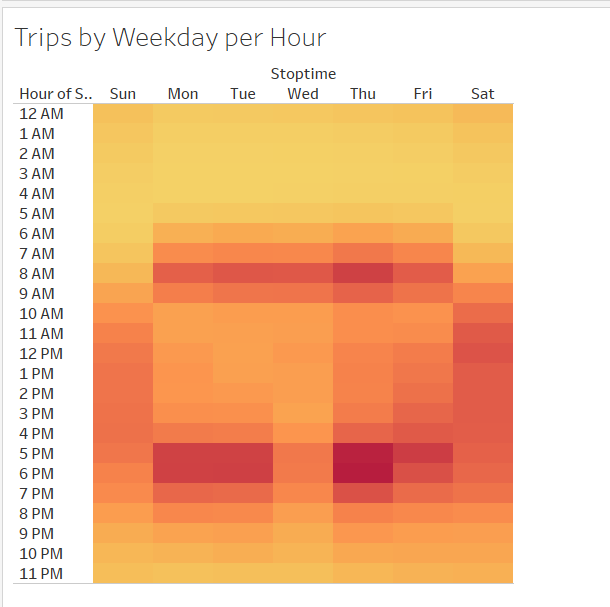 Trips by Weekday per Hour
Stoptime
Hour of S.. Sun Mon Tue Wed Thu Fri Sat
12 AM
1 AM
2 AM
3 AM
4 AM
5 AM
6 AM
7 AM
8 AM
9 AM
10 AM
11 AM
12 PM
1 PM
2 PM
3 PM
4 PM
5 PM
6 PM
7 PM
8 PM
9 PM
10 PM
11 PM